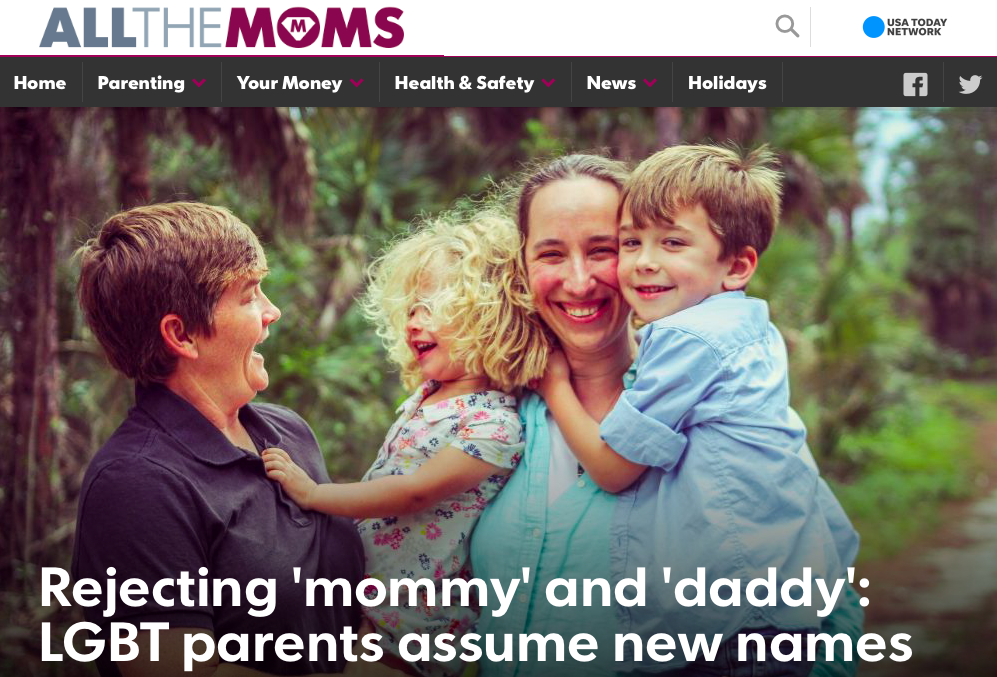 ALLTHEMOMS
USA TODAY
NETWORK
Home Parenting Your Money Health & Safety News Holidays
Rejecting 'mommy' and 'daddy':
LGBT parents assume new names